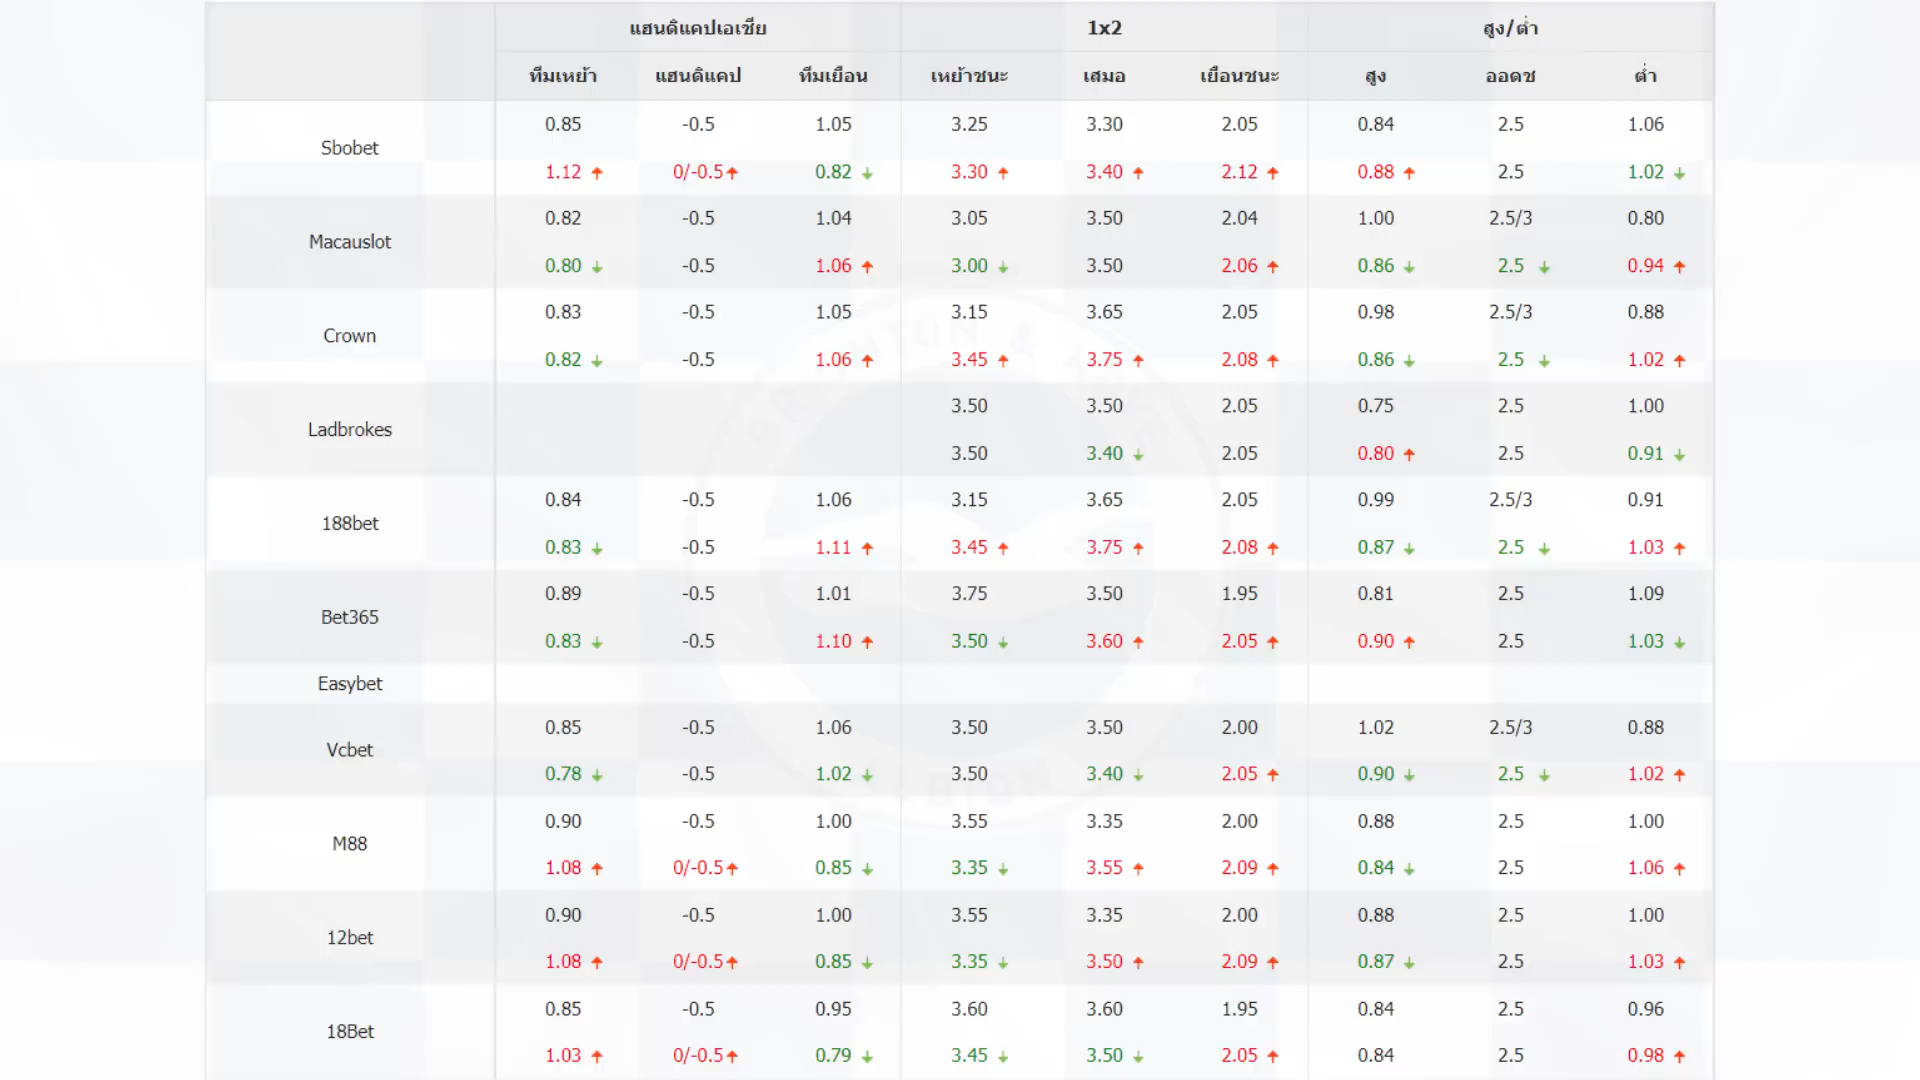 แฮนดิแคปเอเชีย 1x2 สูง/ต่ำ
ทีมเหย้า แฮนดิแคป ทีมเยือน เหย้าชนะ เสมอ เยือนชนะ สูง ออดซ ต่ำ
0.85 -0.5 1.05 3.25 3.30 2.05 0.84 2.5 1.06
Sbobet
1.12 ↑ 0/-0.5↑ 0.82 ↓ 3.30 ↑ 3.40 ↑ 2.12 ↑ 0.88 ↑ 2.5 1.02 ↓
0.82 -0.5 1.04 3.05 3.50 2.04 1.00 2.5/3 0.80
Macauslot
0.80 ↓ -0.5 1.06 ↑ 3.00 ↓ 3.50 2.06 ↑ 0.86 ↓ 2.5 ↓ 0.94 ↑
0.83 -0.5 1.05 3.15 3.65 2.05 0.98 2.5/3 0.88
Crown
0.82 ↓ -0.5 1.06 ↑ 3.45 ↑ 3.75 ↑ 2.08 ↑ 0.86 ↓ 2.5 ↓ 1.02 ↑
3.50 3.50 2.05 0.75 2.5 1.00
Ladbrokes
3.50 3.40 ↓ 2.05 0.80 ↑ 2.5 0.91 ↓
0.84 -0.5 1.06 3.15 3.65 2.05 0.99 2.5/3 0.91
188bet
0.83 ↓ -0.5 1.11 ↑ 3.45 ↑ 3.75 ↑ 2.08 ↑ 0.87 ↓ 2.5 ↓ 1.03 ↑
0.89 -0.5 1.01 3.75 3.50 1.95 0.81 2.5 1.09
Bet365
0.83 ↓ -0.5 1.10 ↑ 3.50 ↓ 3.60 ↑ 2.05 ↑ 0.90 ↑ 2.5 1.03 ↓
Easybet
0.85 -0.5 1.06 3.50 3.50 2.00 1.02 2.5/3 0.88
Vcbet
0.78 ↓ -0.5 1.02 ↓ 3.50 3.40 ↓ 2.05 ↑ 0.90 ↓ 2.5 ↓ 1.02 ↑
0.90 -0.5 1.00 3.55 3.35 2.00 0.88 2.5 1.00
M88
1.08 ↑ 0/-0.5↑ 0.85 ↓ 3.35 ↓ 3.55 ↑ 2.09 ↑ 0.84 ↓ 2.5 1.06 ↑
0.90 -0.5 1.00 3.55 3.35 2.00 0.88 2.5 1.00
12bet
1.08 ↑ 0/-0.5↑ 0.85 ↓ 3.35 ↓ 3.50 ↑ 2.09 ↑ 0.87 ↓ 2.5 1.03 ↑
0.85 -0.5 0.95 3.60 3.60 1.95 0.84 2.5 0.96
18Bet
1.03 ↑ 0/-0.5↑ 0.79 ↓ 3.45 ↓ 3.50 ↓ 2.05 ↑ 0.84 2.5 0.98 ↑